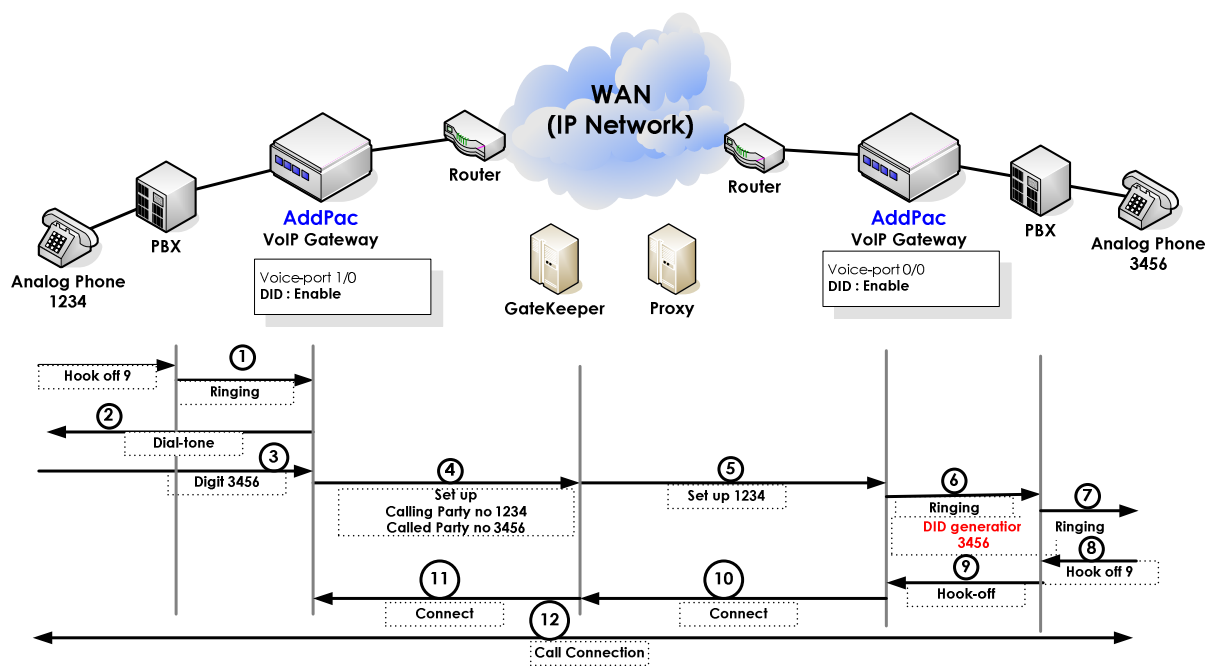 WAN
(IP Network)
Router
Router
AddPac
VoIP Gateway
AddPac
VoIP Gateway
PBX
PBX
Analog Phone
1234
Analog Phone
3456
Voice-port 1/0
DID : Enable
GateKeeper
Proxy
Voice-port 0/0
DID : Enable
Hook off 9
1
Ringing
2
Dial-tone
3
Digit 3456
4
Set up
Calling Party no 1234
Called Party no 3456
5
Set up 1234
6
Ringing
DID generatior
3456
7
Ringing
8
Hook off 9
9
Hook-off
10
Connect
11
Connect
12
Call Connection